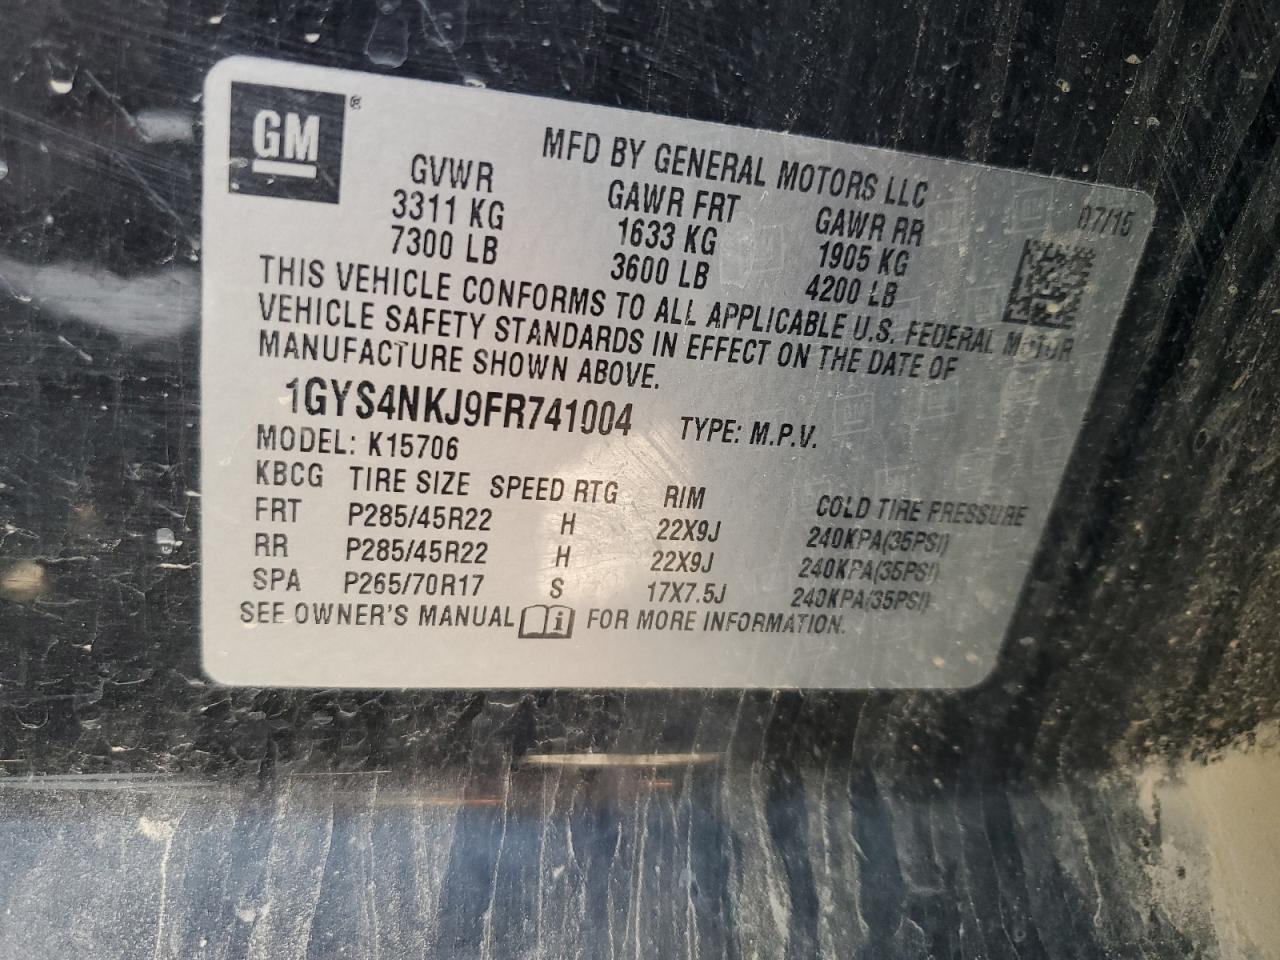 GM ®
MFD BY GENERAL MOTORS LLC
07/15
GVWR GAWR FRT GAWR RR
3311 KG 1633 KG 1905 KG
7300 LB 3600 LB 4200 LB
THIS VEHICLE CONFORMS TO ALL APPLICABLE U.S. FEDERAL MOTOR
VEHICLE SAFETY STANDARDS IN EFFECT ON THE DATE OF
MANUFACTURE SHOWN ABOVE.
1GYS4NKJ9FR741004 TYPE: M.P.V.
MODEL: K15706
KBCG TIRE SIZE SPEED RTG RIM COLD TIRE PRESSURE
FRT P285/45R22 H 22X9J 240KPA(35PSI)
RR P285/45R22 H 22X9J 240KPA(35PSI)
SPA P265/70R17 S 17X7.5J 240KPA(35PSI)
SEE OWNER'S MANUAL i FOR MORE INFORMATION.